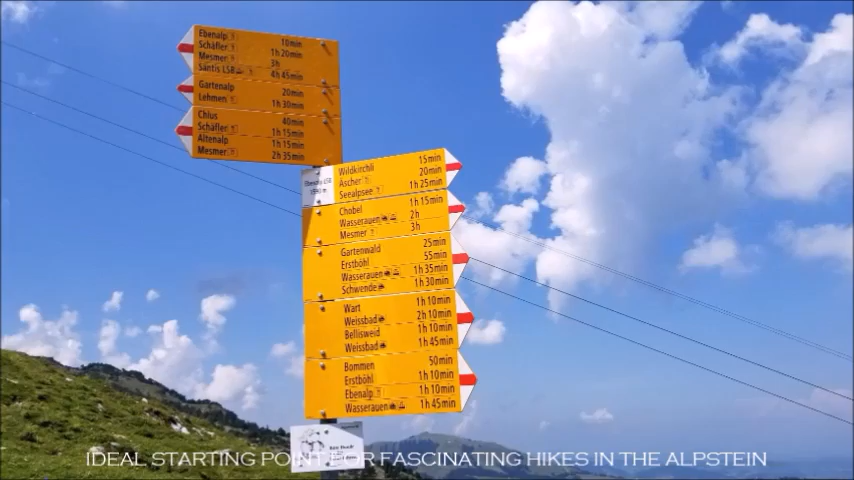 Ebenalp 10min
Schäfler 1h 20min
Mesmer 3h
Säntis LSB 4h 45min
Gartenalp 20min
Lehmen 1h 30min
Chlus 40min
Schäfler 1h 15min
Altenalp 1h 15min
Mesmer 2h 35min
Ebenalp LSB
Wildkirchli 15min
Äscher 20min
Seealpsee 1h 25min
Chobel 1h 15min
Wasserauen 2h
Mesmer 3h
Gartenwald 25min
Erstböhl 55min
Wasserauen 1h 35min
Schwende 1h 30min
Wart 1h 10min
Weissbad 2h 10min
Bellisweid 1h 10min
Weissbad 1h 45min
Bommen 50min
Erstböhl 1h 10min
Ebenalp 1h 10min
Wasserauen 1h 45min
IDEAL STARTING POINT FOR FASCINATING HIKES IN THE ALPSTEIN